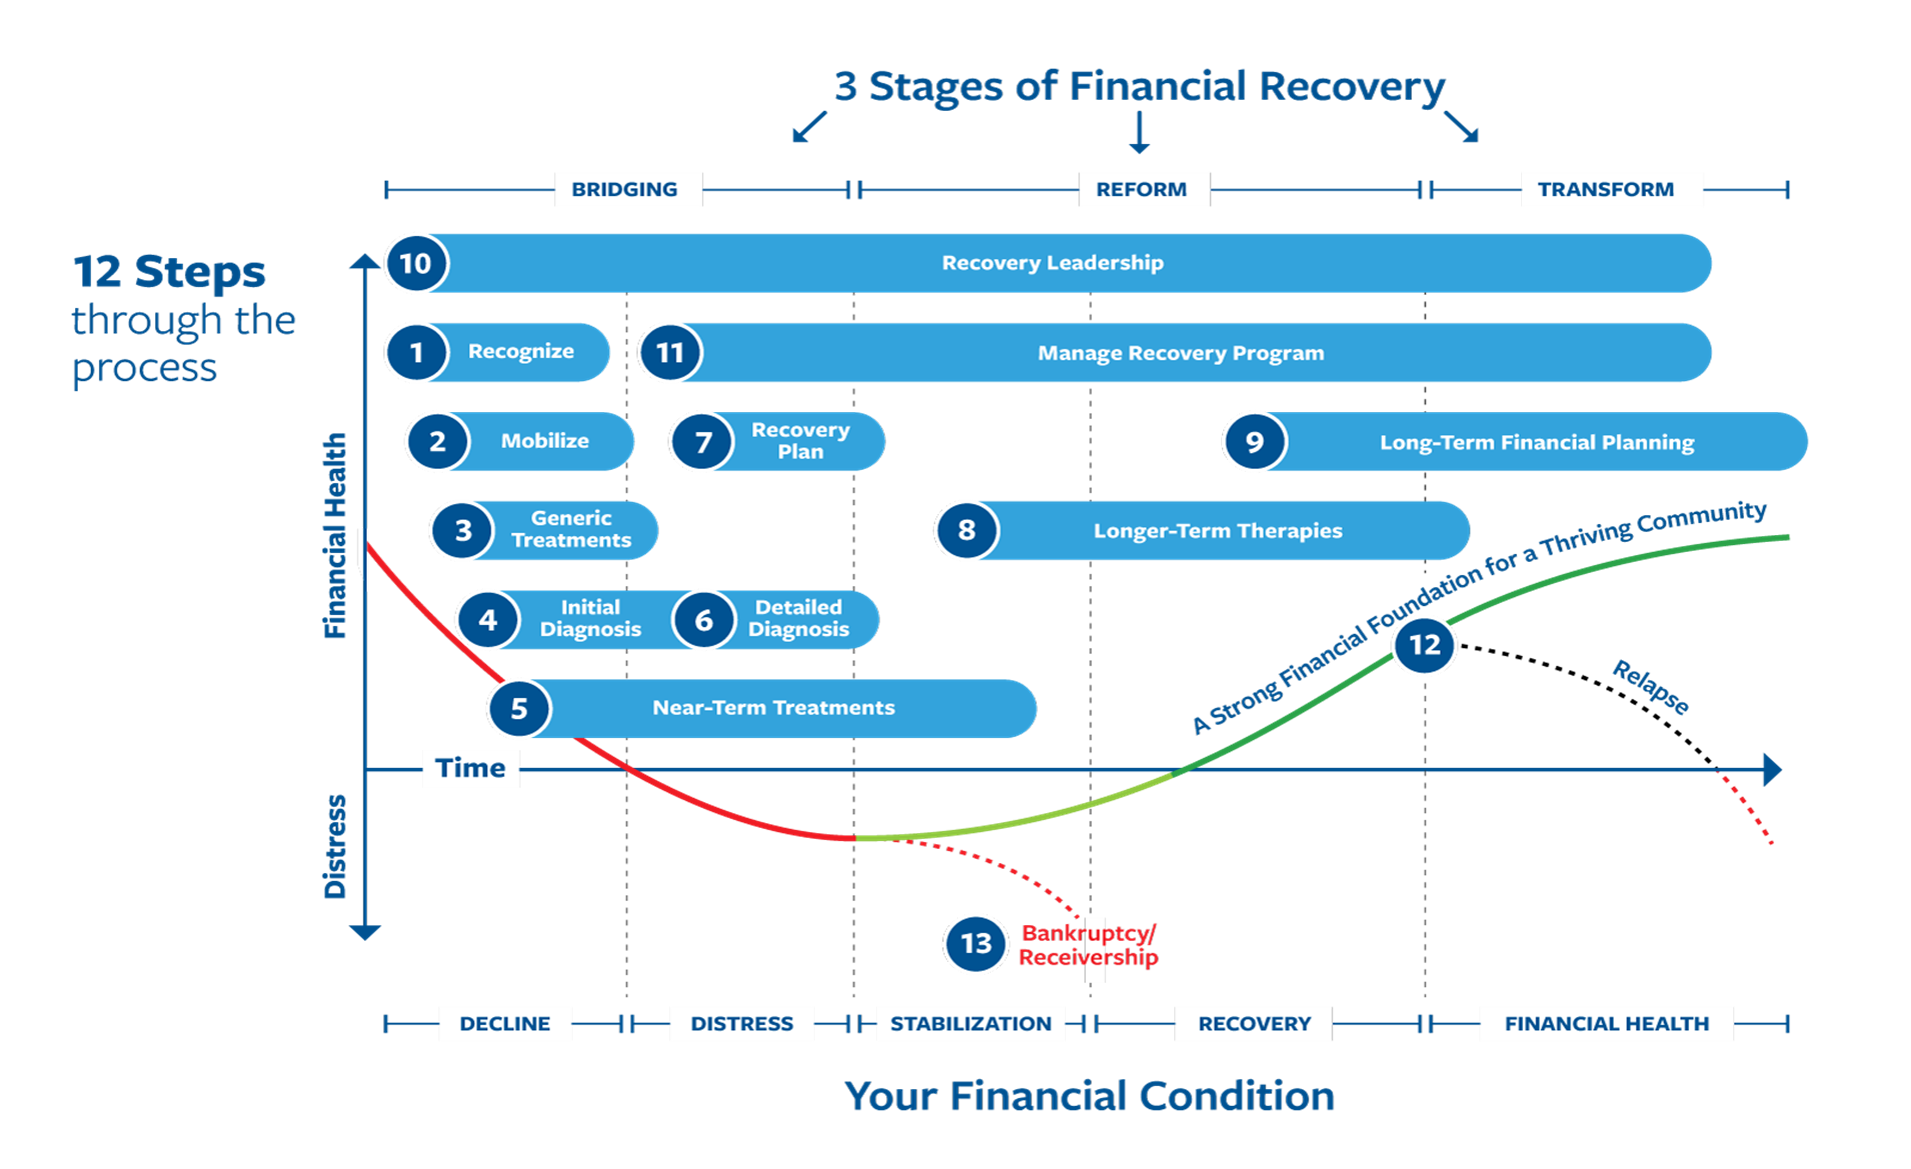 3 Stages of Financial Recovery
BRIDGING
REFORM
TRANSFORM
12 Steps
through the
process
10
Recovery Leadership
1
Recognize
11
Manage Recovery Program
2
Mobilize
7
Recovery
Plan
9
Long-Term Financial Planning
3
Generic
Treatments
8
Longer-Term Therapies
4
Initial
Diagnosis
6
Detailed
Diagnosis
5
Near-Term Treatments
Financial Health
Distress
Time
A Strong Financial Foundation for a Thriving Community
12
Relapse
13
Bankruptcy/
Receivership
DECLINE
DISTRESS
STABILIZATION
RECOVERY
FINANCIAL HEALTH
Your Financial Condition